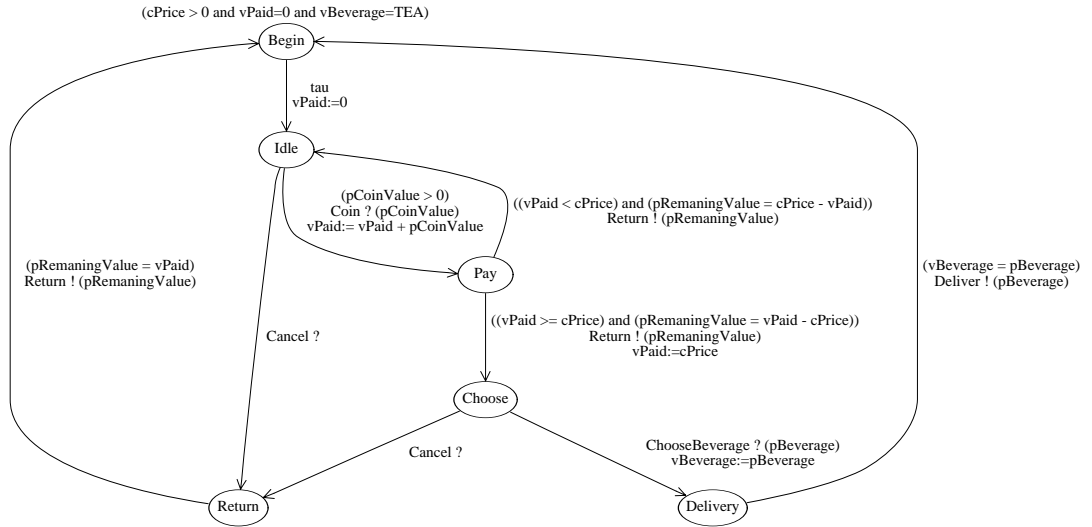 (cPrice > 0 and vPaid=0 and vBeverage=TEA)
Begin
tau
vPaid:=0
Idle
(pCoinValue > 0)
Coin ? (pCoinValue)
vPaid:= vPaid + pCoinValue
((vPaid < cPrice) and (pRemaningValue = cPrice - vPaid))
Return ! (pRemaningValue)
(pRemaningValue = vPaid)
Return ! (pRemaningValue)
Pay
(vBeverage = pBeverage)
Deliver ! (pBeverage)
Cancel ?
((vPaid >= cPrice) and (pRemaningValue = vPaid - cPrice))
Return ! (pRemaningValue)
vPaid:=cPrice
Choose
Cancel ?
ChooseBeverage ? (pBeverage)
vBeverage:=pBeverage
Return
Delivery